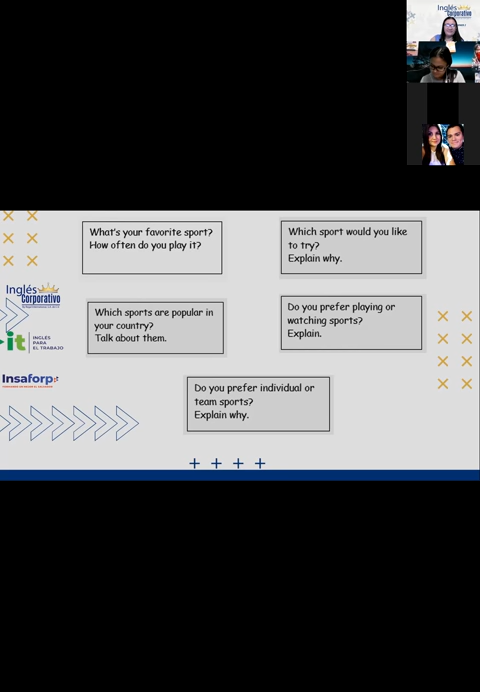 Inglés
Corporativo
What's your favorite sport?
How often do you play it?
Which sport would you like
to try?
Explain why.
Inglés
Corporativo
Which sports are popular in
your country?
Talk about them.
Do you prefer playing or
watching sports?
Explain.
it
INGLES
PARA
EL TRABAJO
Insaforp
Do you prefer individual or
team sports?
Explain why.